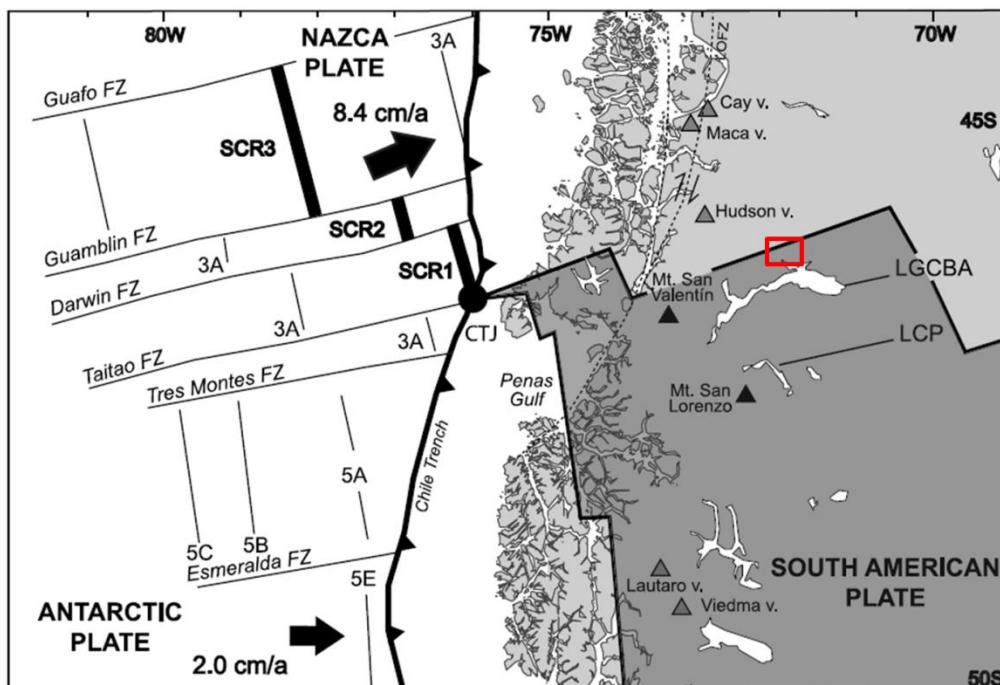 80W
75W
70W
NAZCA
PLATE
3A
OFZ
Guafo FZ
8.4 cm/a
Cay v.
Maca v.
45S
SCR3
Hudson v.
SCR2
Guamblin FZ
3A
SCR1
Darwin FZ
LGCBA
Mt. San
Valentín
3A
3A
CTJ
Taitao FZ
LCP
Tres Montes FZ
Penas
Gulf
Mt. San
Lorenzo
Chile Trench
5A
5C
5B
Esmeralda FZ
5E
Lautaro v.
Viedma v.
SOUTH AMERICAN
PLATE
ANTARCTIC
PLATE
2.0 cm/a
50S